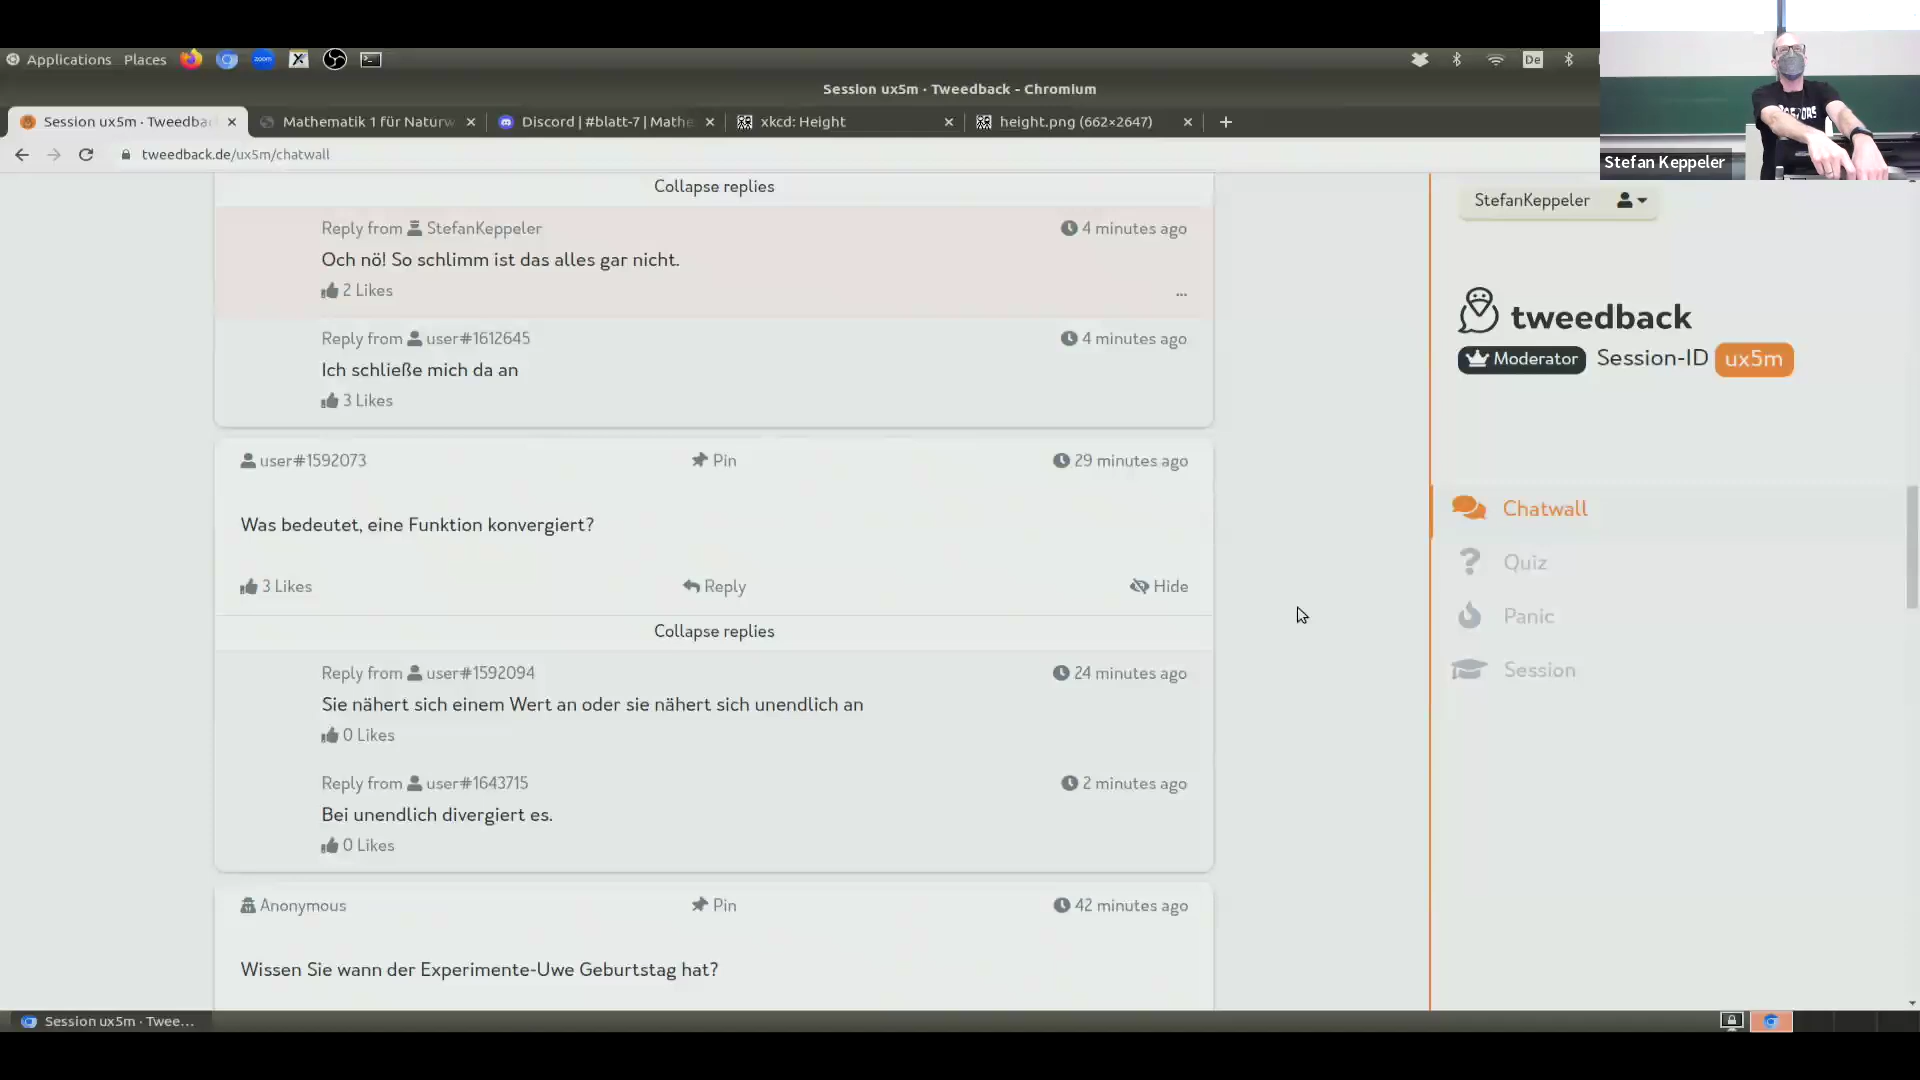 Applications Places zoom De
Session ux5m · Tweedback - Chromium
Session ux5m · Tweedba
Mathematik 1 für Naturw
Discord | #blatt-7 | Mathe
xkcd: Height
height.png (662×2647)
tweedback.de/ux5m/chatwall
Stefan Keppeler
Collapse replies
StefanKeppeler
Reply from StefanKeppeler
4 minutes ago
Och nö! So schlimm ist das alles gar nicht.
2 Likes
...
tweedback
Reply from user#1612645
4 minutes ago
Moderator Session-ID ux5m
Ich schließe mich da an
3 Likes
user#1592073
Pin
29 minutes ago
Was bedeutet, eine Funktion konvergiert?
3 Likes
Reply
Hide
Collapse replies
Chatwall
Quiz
Panic
Session
Reply from user#1592094
24 minutes ago
Sie nähert sich einem Wert an oder sie nähert sich unendlich an
0 Likes
Reply from user#1643715
2 minutes ago
Bei unendlich divergiert es.
0 Likes
Anonymous
Pin
42 minutes ago
Wissen Sie wann der Experimente-Uwe Geburtstag hat?
Session ux5m · Twee...